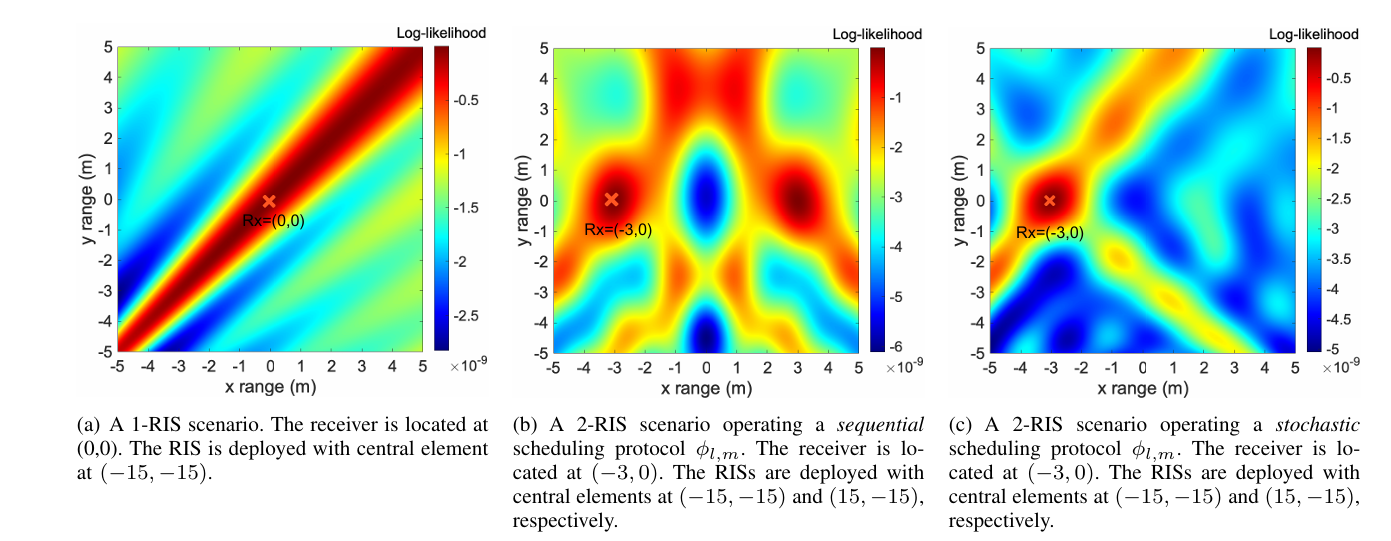 Log-likelihood
5
4
3
2
1
0
-1
-2
-3
-4
-5
y range (m)
Rx=(0,0)
-5 -4 -3 -2 -1 0 1 2 3 4 5
x range (m)
-0.5
-1
-1.5
-2
-2.5
×10⁻⁹
(a) A 1-RIS scenario. The receiver is located at
(0,0). The RIS is deployed with central element
at (−15, −15).
Log-likelihood
5
4
3
2
1
0
-1
-2
-3
-4
-5
y range (m)
Rx=(-3,0)
-5 -4 -3 -2 -1 0 1 2 3 4 5
x range (m)
-1
-2
-3
-4
-5
-6
×10⁻⁹
(b) A 2-RIS scenario operating a sequential
scheduling protocol ϕl,m. The receiver is lo-
cated at (−3, 0). The RISs are deployed with
central elements at (−15, −15) and (15, −15),
respectively.
Log-likelihood
5
4
3
2
1
0
-1
-2
-3
-4
-5
y range (m)
Rx=(-3,0)
-5 -4 -3 -2 -1 0 1 2 3 4 5
x range (m)
-0.5
-1
-1.5
-2
-2.5
-3
-3.5
-4
-4.5
-5
×10⁻⁹
(c) A 2-RIS scenario operating a stochastic
scheduling protocol ϕl,m. The receiver is lo-
cated at (−3, 0). The RISs are deployed with
central elements at (−15, −15) and (15, −15),
respectively.